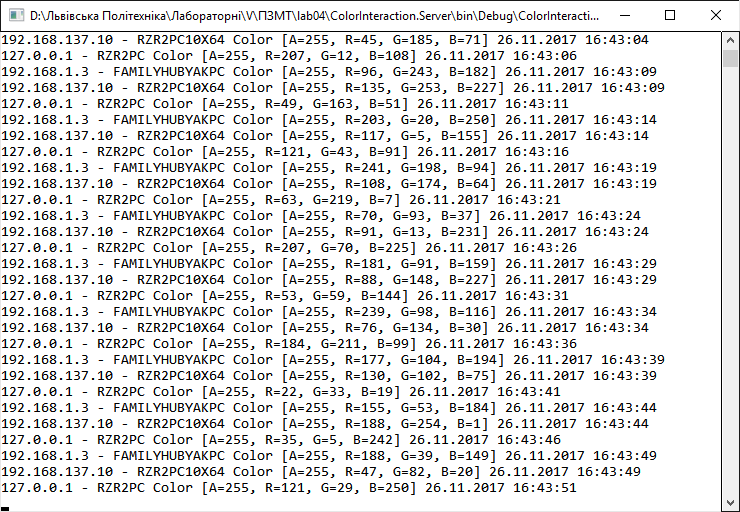 D:\Львівська Політехніка\Лабораторні\V\ПЗМТ\lab04\ColorInteraction.Server\bin\Debug\ColorInteracti...
192.168.137.10 - RZR2PC10X64 Color [A=255, R=45, G=185, B=71] 26.11.2017 16:43:04
127.0.0.1 - RZR2PC Color [A=255, R=207, G=12, B=108] 26.11.2017 16:43:06
192.168.1.3 - FAMILYHUBYAKPC Color [A=255, R=96, G=243, B=182] 26.11.2017 16:43:09
192.168.137.10 - RZR2PC10X64 Color [A=255, R=135, G=253, B=227] 26.11.2017 16:43:09
127.0.0.1 - RZR2PC Color [A=255, R=49, G=163, B=51] 26.11.2017 16:43:11
192.168.1.3 - FAMILYHUBYAKPC Color [A=255, R=203, G=20, B=250] 26.11.2017 16:43:14
192.168.137.10 - RZR2PC10X64 Color [A=255, R=117, G=5, B=155] 26.11.2017 16:43:14
127.0.0.1 - RZR2PC Color [A=255, R=121, G=43, B=91] 26.11.2017 16:43:16
192.168.1.3 - FAMILYHUBYAKPC Color [A=255, R=241, G=198, B=94] 26.11.2017 16:43:19
192.168.137.10 - RZR2PC10X64 Color [A=255, R=108, G=174, B=64] 26.11.2017 16:43:19
127.0.0.1 - RZR2PC Color [A=255, R=63, G=219, B=7] 26.11.2017 16:43:21
192.168.1.3 - FAMILYHUBYAKPC Color [A=255, R=70, G=93, B=37] 26.11.2017 16:43:24
192.168.137.10 - RZR2PC10X64 Color [A=255, R=91, G=13, B=231] 26.11.2017 16:43:24
127.0.0.1 - RZR2PC Color [A=255, R=207, G=70, B=225] 26.11.2017 16:43:26
192.168.1.3 - FAMILYHUBYAKPC Color [A=255, R=181, G=91, B=159] 26.11.2017 16:43:29
192.168.137.10 - RZR2PC10X64 Color [A=255, R=88, G=148, B=227] 26.11.2017 16:43:29
127.0.0.1 - RZR2PC Color [A=255, R=53, G=59, B=144] 26.11.2017 16:43:31
192.168.1.3 - FAMILYHUBYAKPC Color [A=255, R=239, G=98, B=116] 26.11.2017 16:43:34
192.168.137.10 - RZR2PC10X64 Color [A=255, R=76, G=134, B=30] 26.11.2017 16:43:34
127.0.0.1 - RZR2PC Color [A=255, R=184, G=211, B=99] 26.11.2017 16:43:36
192.168.1.3 - FAMILYHUBYAKPC Color [A=255, R=177, G=104, B=194] 26.11.2017 16:43:39
192.168.137.10 - RZR2PC10X64 Color [A=255, R=130, G=102, B=75] 26.11.2017 16:43:39
127.0.0.1 - RZR2PC Color [A=255, R=22, G=33, B=19] 26.11.2017 16:43:41
192.168.1.3 - FAMILYHUBYAKPC Color [A=255, R=155, G=53, B=184] 26.11.2017 16:43:44
192.168.137.10 - RZR2PC10X64 Color [A=255, R=188, G=254, B=1] 26.11.2017 16:43:44
127.0.0.1 - RZR2PC Color [A=255, R=35, G=5, B=242] 26.11.2017 16:43:46
192.168.1.3 - FAMILYHUBYAKPC Color [A=255, R=188, G=39, B=149] 26.11.2017 16:43:49
192.168.137.10 - RZR2PC10X64 Color [A=255, R=47, G=82, B=20] 26.11.2017 16:43:49
127.0.0.1 - RZR2PC Color [A=255, R=121, G=29, B=250] 26.11.2017 16:43:51